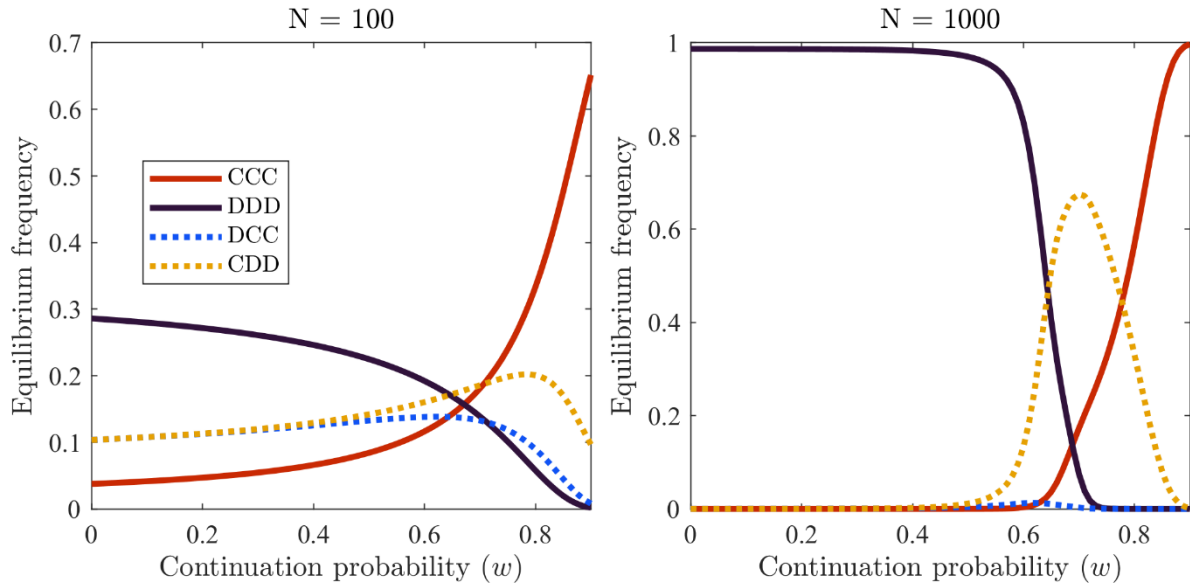 N = 100
0.7
0.6
0.5
0.4
0.3
0.2
0.1
0
Equilibrium frequency
CCC
DDD
DCC
CDD
0 0.2 0.4 0.6 0.8
Continuation probability (w)
N = 1000
1
0.8
0.6
0.4
0.2
0
Equilibrium frequency
0 0.2 0.4 0.6 0.8
Continuation probability (w)